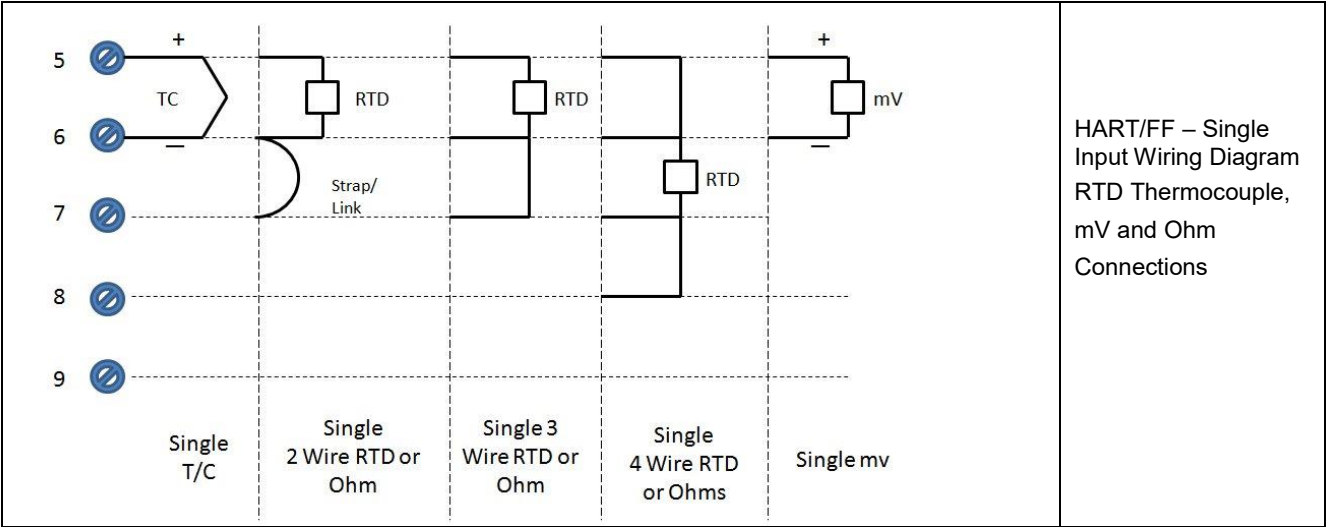 5
+
TC
RTD
RTD
+
mV
6
—
RTD
—
Strap/
Link
7
8
9
Single
T/C
Single
2 Wire RTD or
Ohm
Single 3
Wire RTD or
Ohm
Single
4 Wire RTD
or Ohms
Single mv
HART/FF – Single
Input Wiring Diagram
RTD Thermocouple,
mV and Ohm
Connections